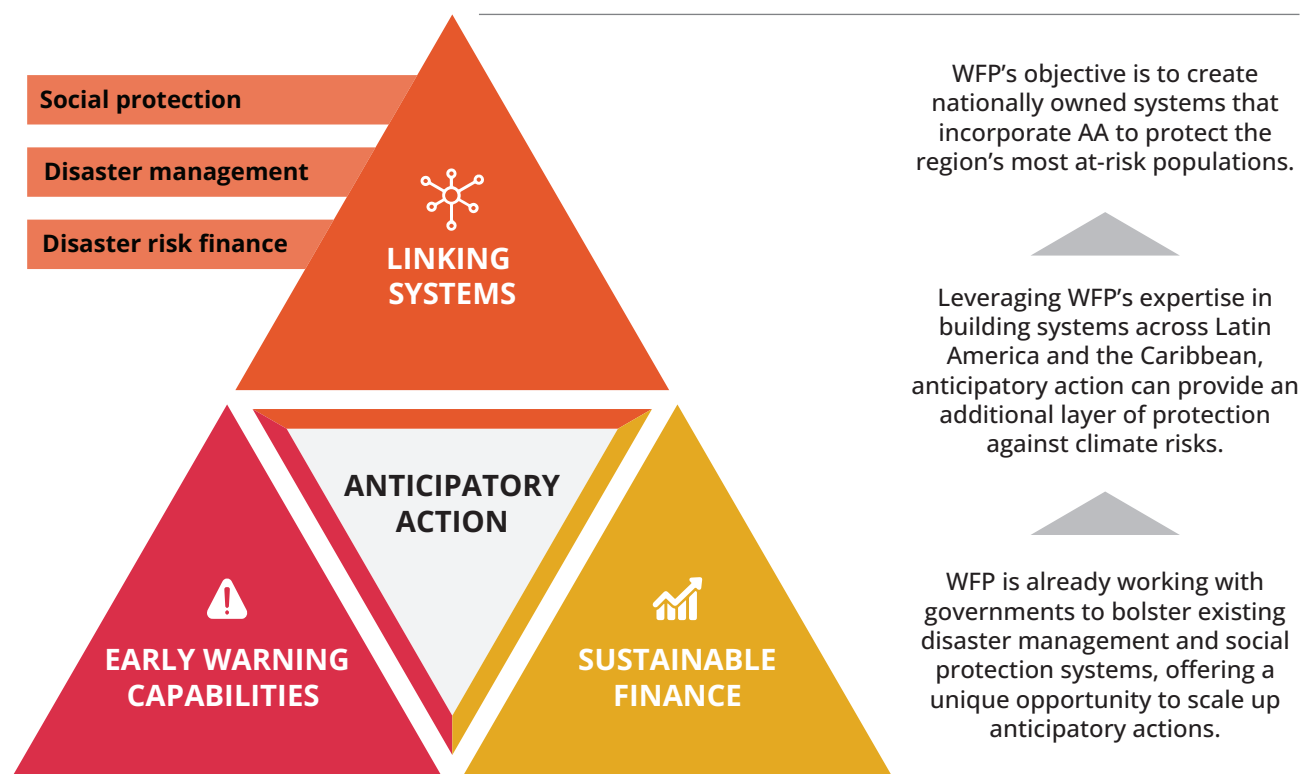 Social protection
Disaster management
Disaster risk finance
LINKING
SYSTEMS
ANTICIPATORY
ACTION
EARLY WARNING
CAPABILITIES
SUSTAINABLE
FINANCE
WFP’s objective is to create
nationally owned systems that
incorporate AA to protect the
region’s most at-risk populations.
Leveraging WFP’s expertise in
building systems across Latin
America and the Caribbean,
anticipatory action can provide an
additional layer of protection
against climate risks.
WFP is already working with
governments to bolster existing
disaster management and social
protection systems, offering a
unique opportunity to scale up
anticipatory actions.